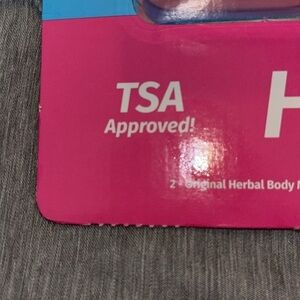 TSA
Approved!
H
2 - Original Herbal Body